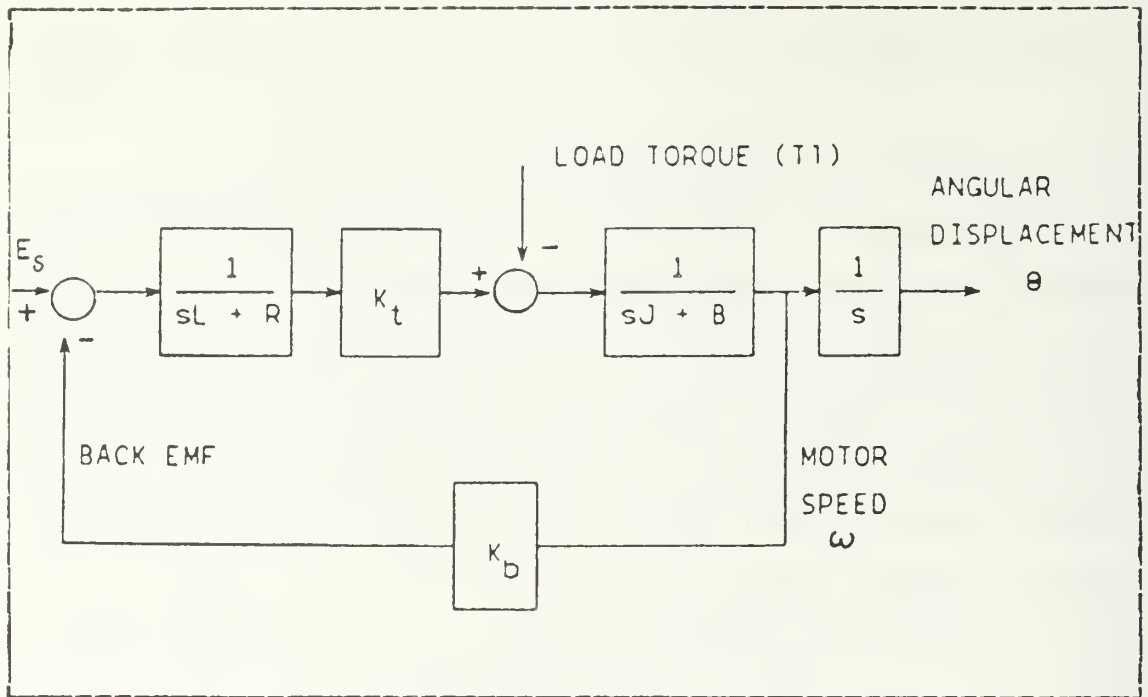 LOAD TORQUE (T1)
ANGULAR
DISPLACEMENT
θ
E_s
+
-
1
sL + R
K_t
+
-
1
sJ + B
1
s
BACK EMF
MOTOR
SPEED
ω
K_b